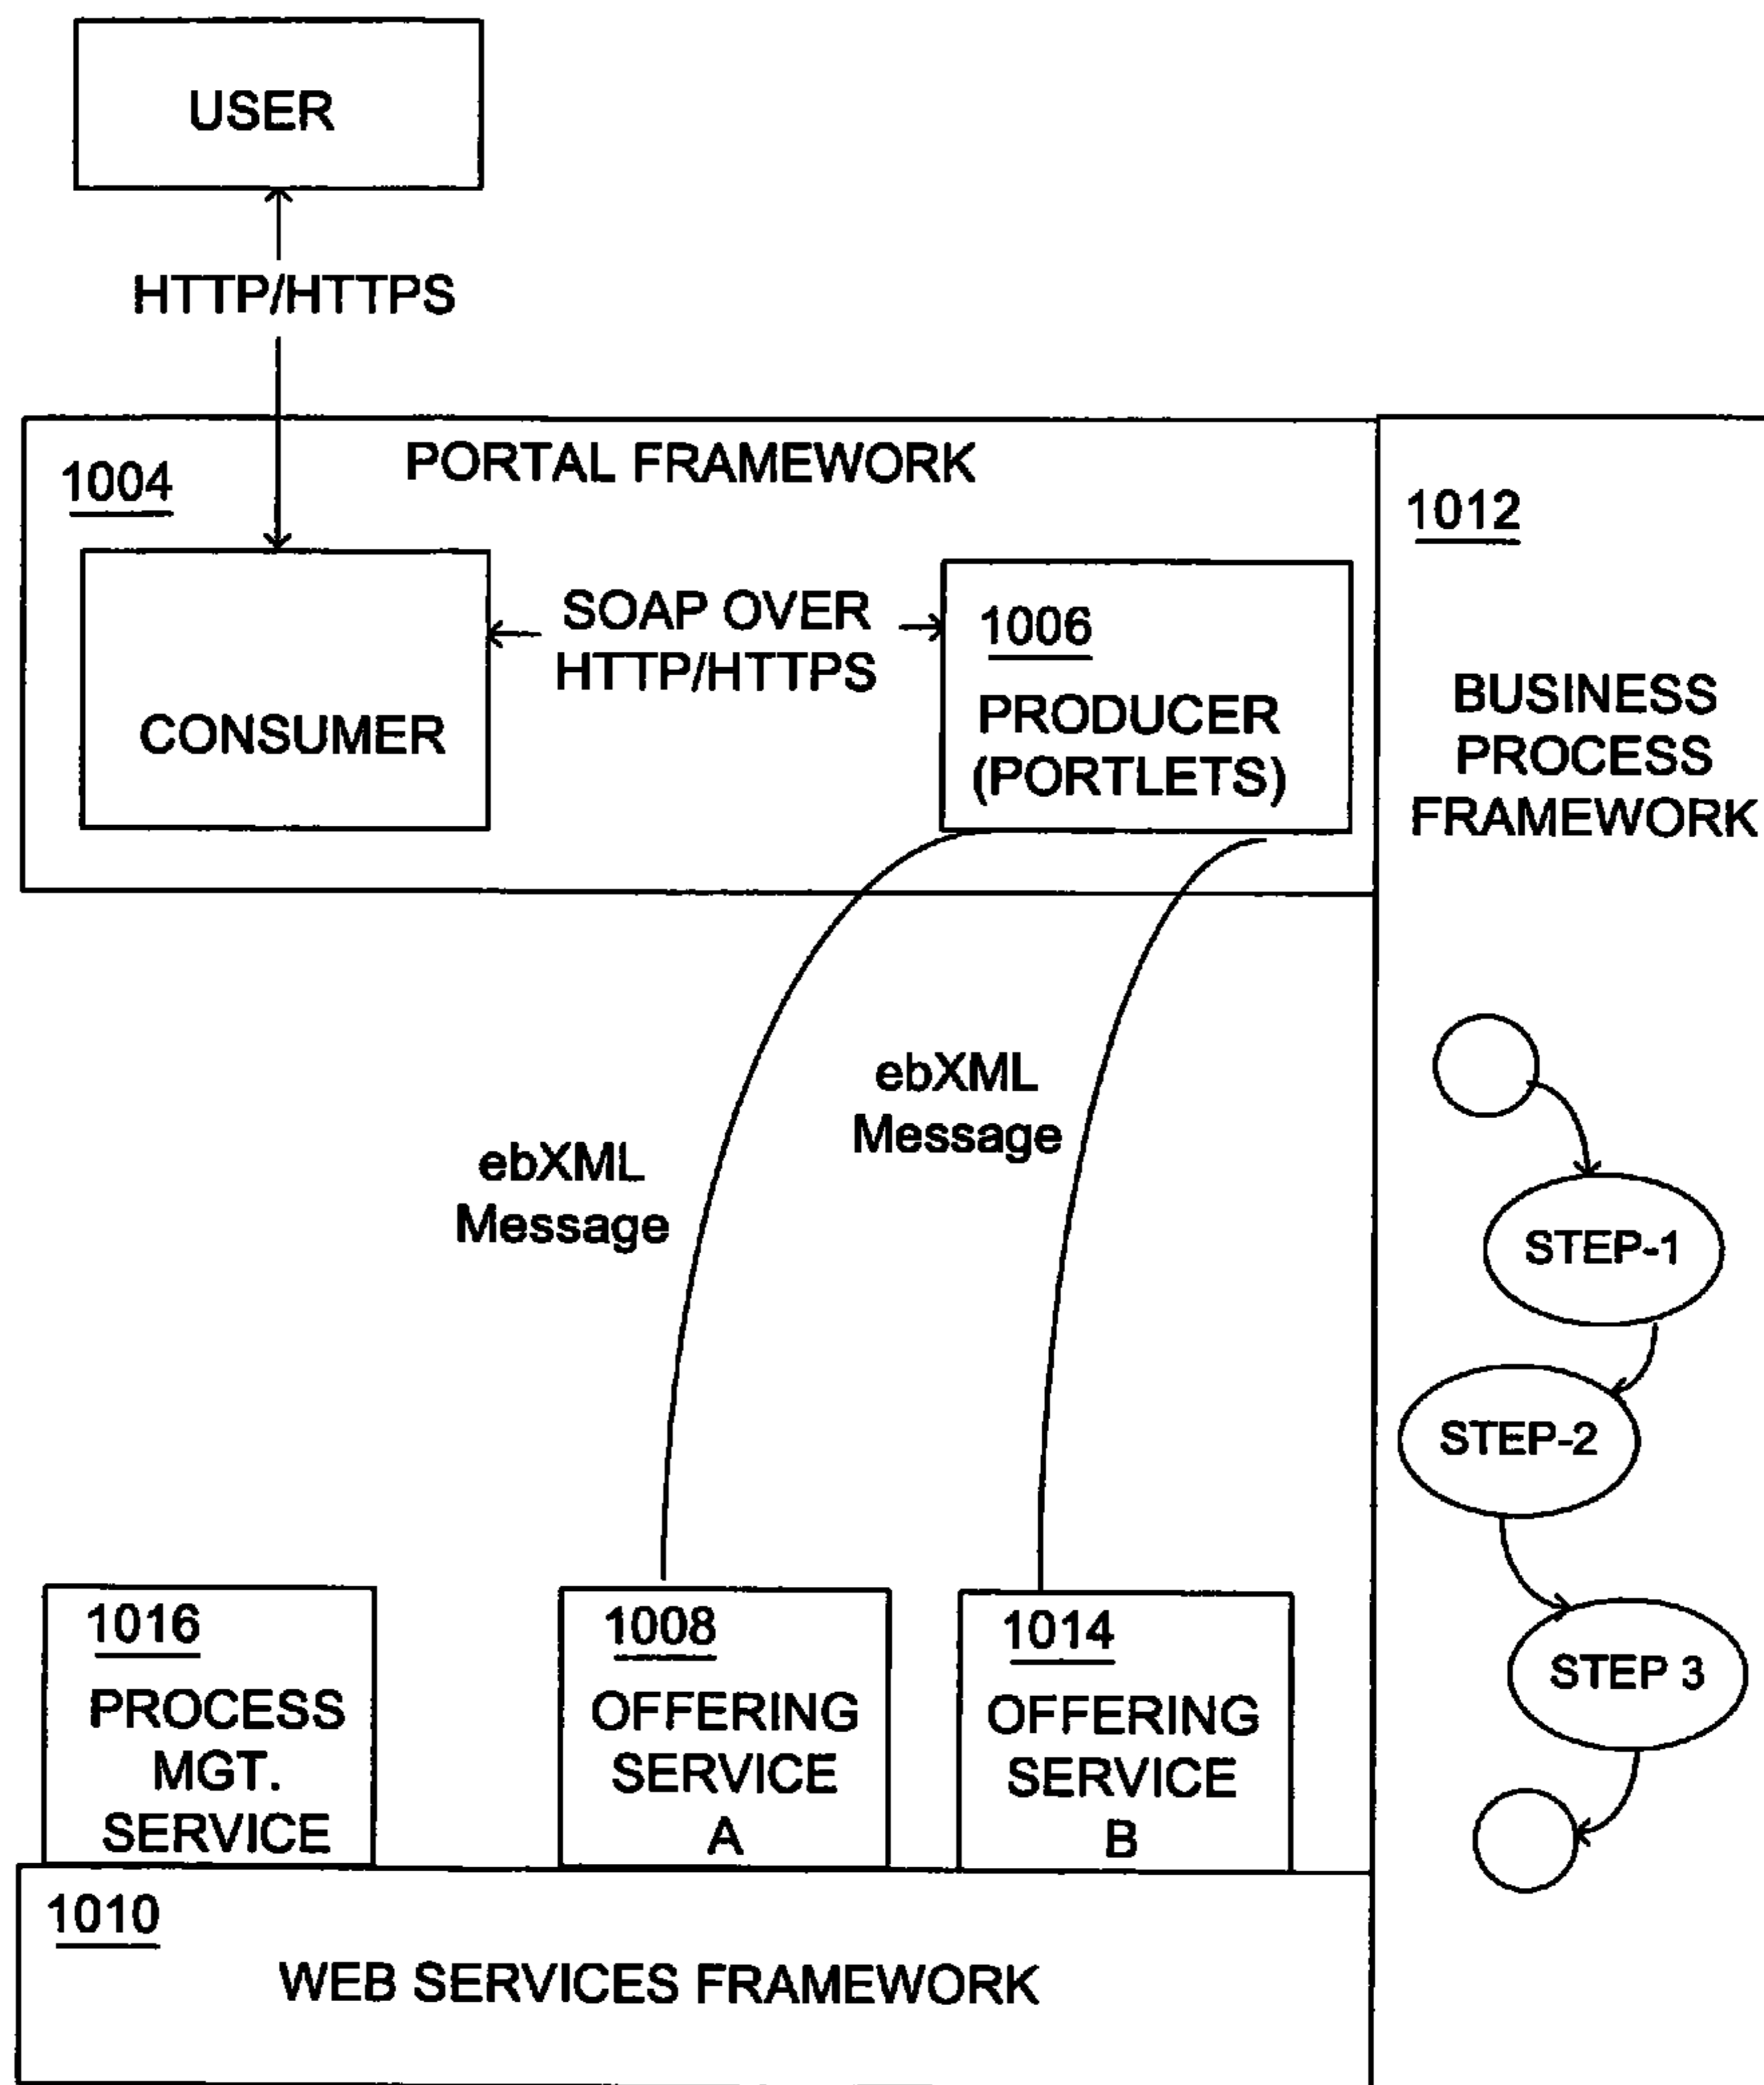 USER
HTTP/HTTPS
PORTAL FRAMEWORK
1004
CONSUMER
SOAP OVER
HTTP/HTTPS
1006
PRODUCER
(PORTLETS)
1012
BUSINESS
PROCESS
FRAMEWORK
ebXML
Message
ebXML
Message
STEP-1
STEP-2
STEP 3
1016
PROCESS
MGT.
SERVICE
1008
OFFERING
SERVICE
A
1014
OFFERING
SERVICE
B
1010
WEB SERVICES FRAMEWORK